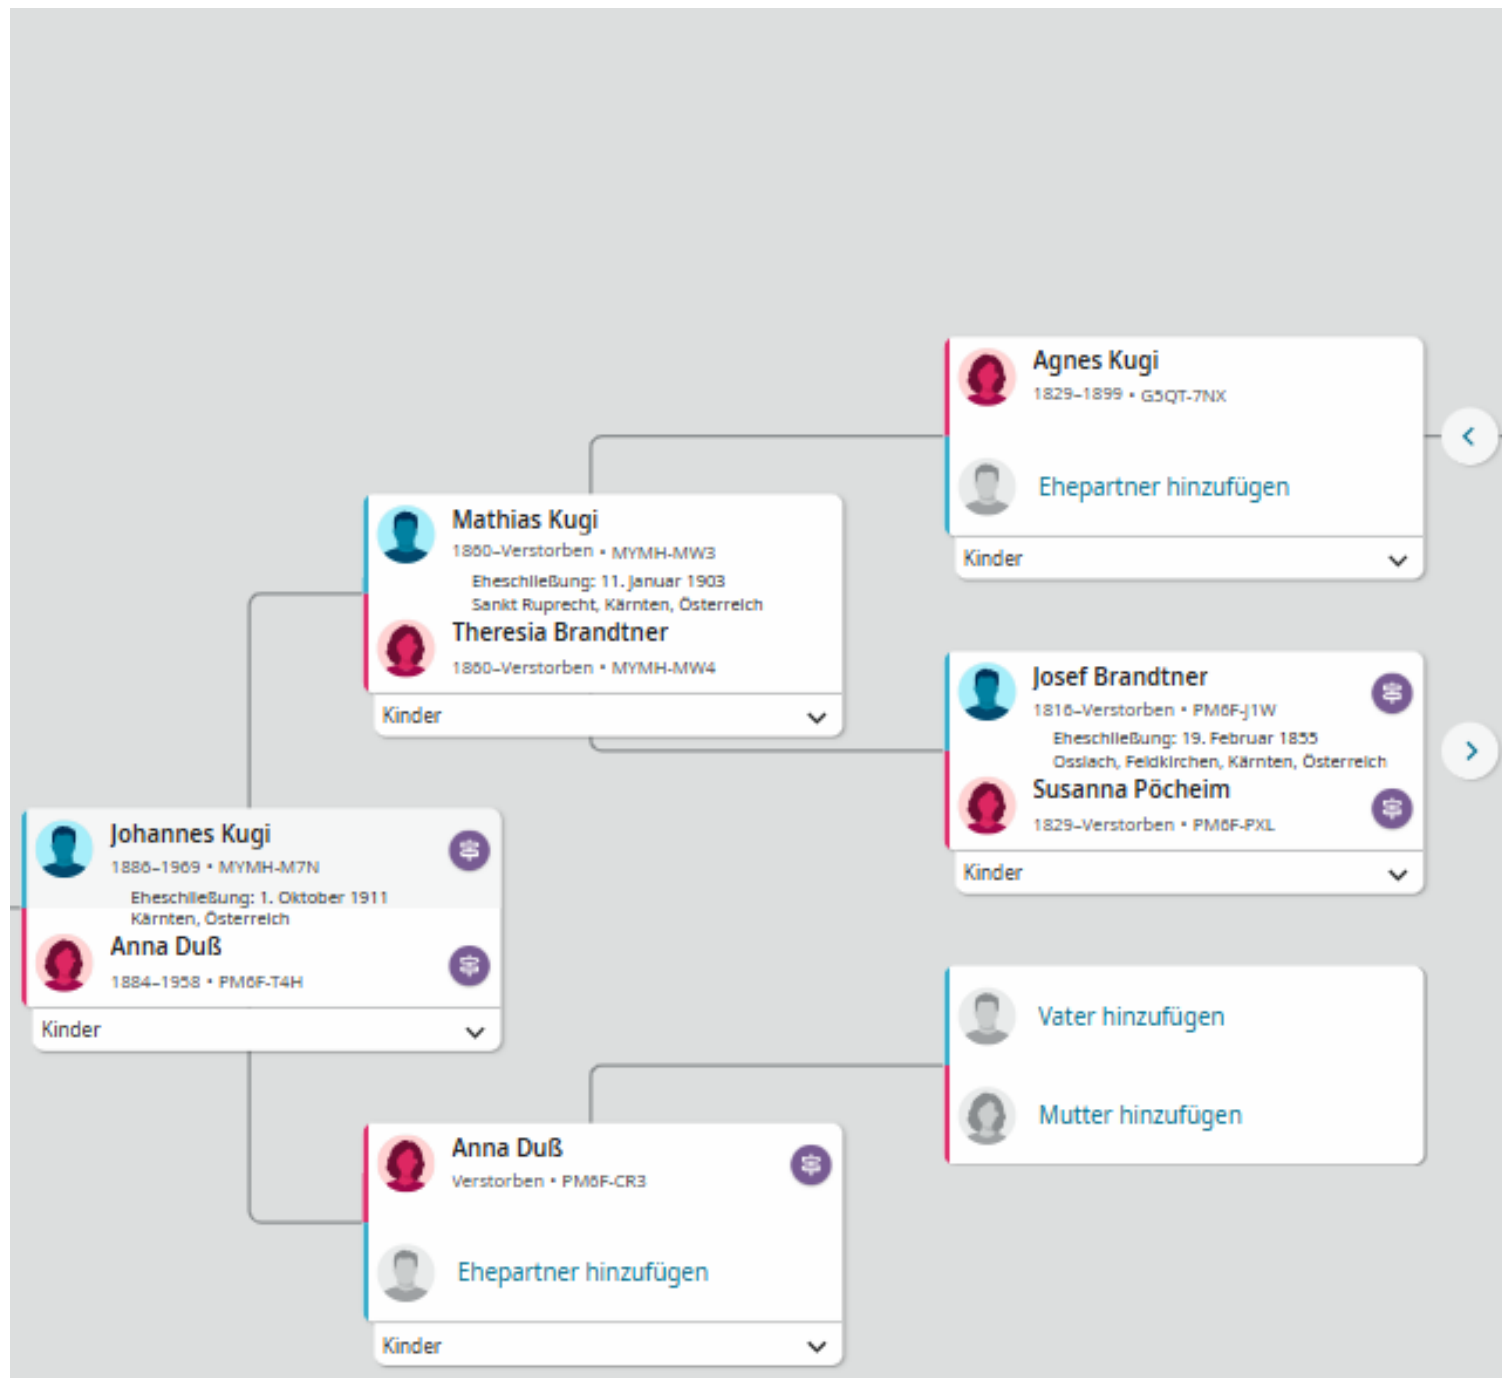 Agnes Kugi
1829–1899 • G5QT-7NX
Ehepartner hinzufügen
Kinder
Mathias Kugi
1860–Verstorben • MYMH-MW3
Eheschließung: 11. Januar 1903
Sankt Ruprecht, Kärnten, Österreich
Theresia Brandtner
1860–Verstorben • MYMH-MW4
Kinder
Josef Brandtner
1816–Verstorben • PM6F-J1W
Eheschließung: 19. Februar 1855
Ossiach, Feldkirchen, Kärnten, Österreich
Susanna Pöcheim
1829–Verstorben • PM6F-PXL
Kinder
Johannes Kugi
1886–1969 • MYMH-M7N
Eheschließung: 1. Oktober 1911
Kärnten, Österreich
Anna Duß
1884–1958 • PM6F-T4H
Kinder
Vater hinzufügen
Mutter hinzufügen
Anna Duß
Verstorben • PM6F-CR3
Ehepartner hinzufügen
Kinder